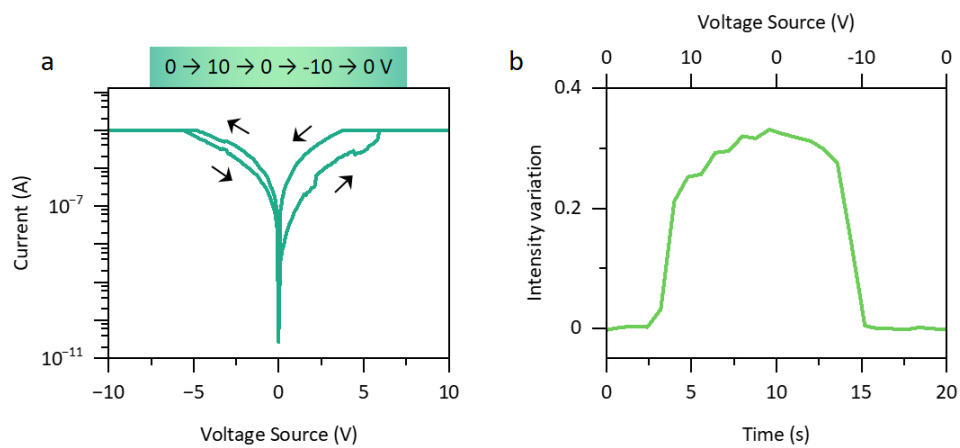 a
0 → 10 → 0 → -10 → 0 V
Current (A)
10⁻⁷
10⁻¹¹
−10 −5 0 5 10
Voltage Source (V)
b
Voltage Source (V)
0 10 0 -10 0
Intensity variation
0.4
0.2
0
0 5 10 15 20
Time (s)